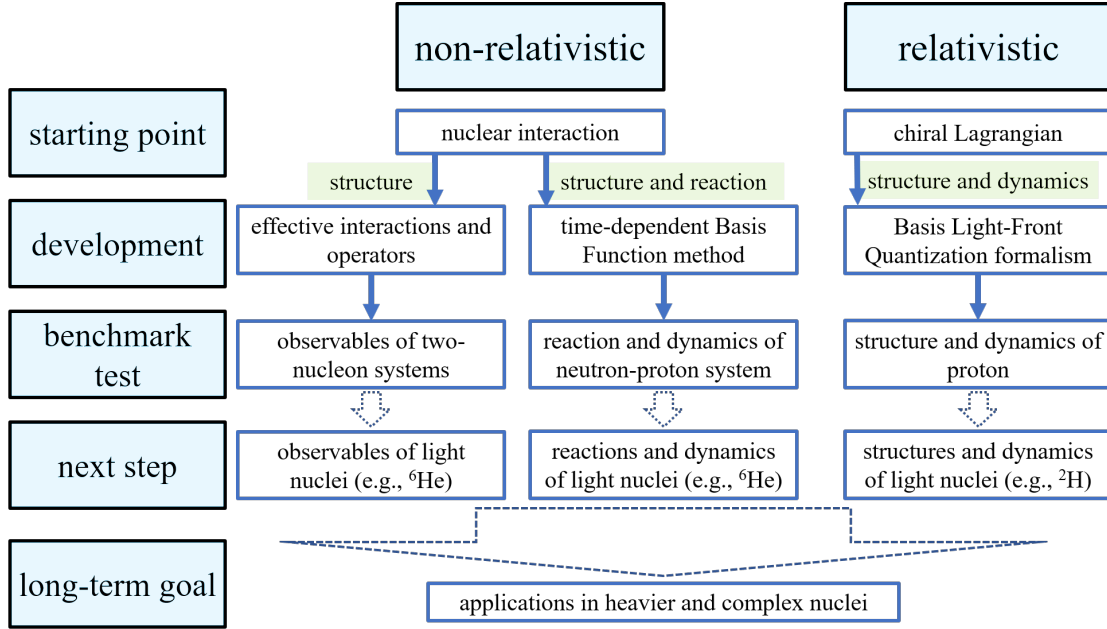 non-relativistic
relativistic
starting point
nuclear interaction
chiral Lagrangian
structure
structure and reaction
structure and dynamics
development
effective interactions and
operators
time-dependent Basis
Function method
Basis Light-Front
Quantization formalism
benchmark
test
observables of two-
nucleon systems
reaction and dynamics of
neutron-proton system
structure and dynamics of
proton
next step
observables of light
nuclei (e.g., ⁶He)
reactions and dynamics
of light nuclei (e.g., ⁶He)
structures and dynamics
of light nuclei (e.g., ²H)
long-term goal
applications in heavier and complex nuclei